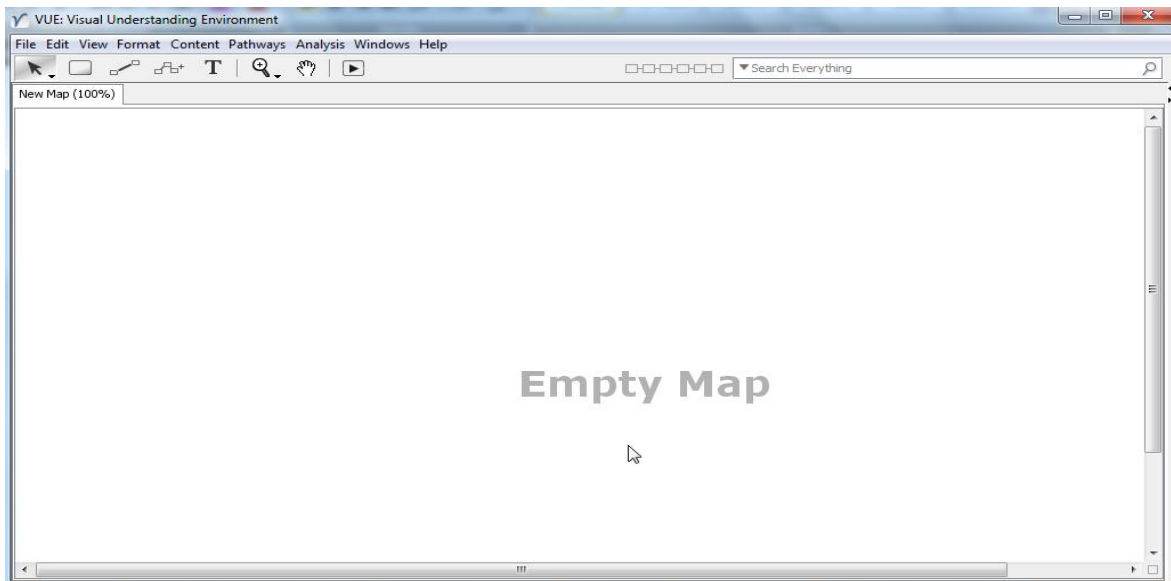 VUE: Visual Understanding Environment
File Edit View Format Content Pathways Analysis Windows Help
T
Search Everything
New Map (100%)
Empty Map